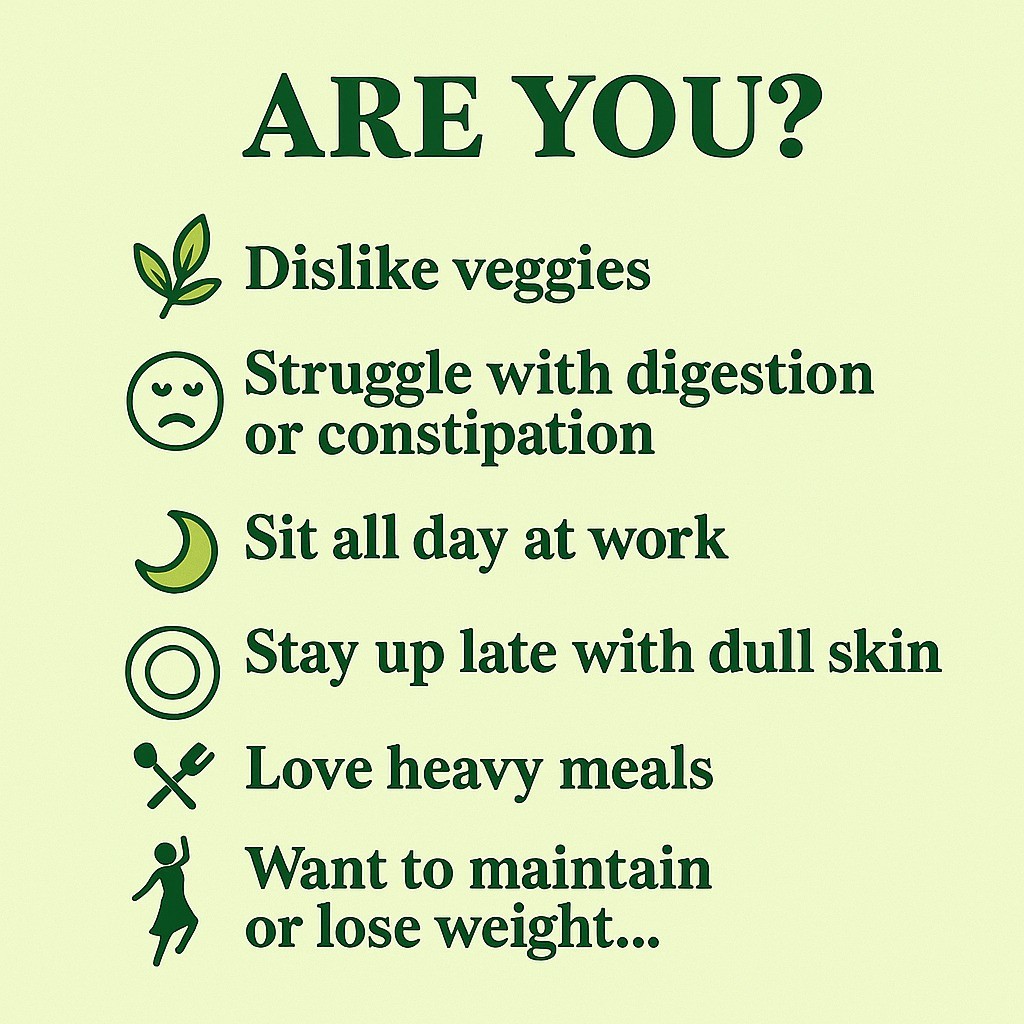 ARE YOU?
Dislike veggies
Struggle with digestion
or constipation
Sit all day at work
Stay up late with dull skin
Love heavy meals
Want to maintain
or lose weight...